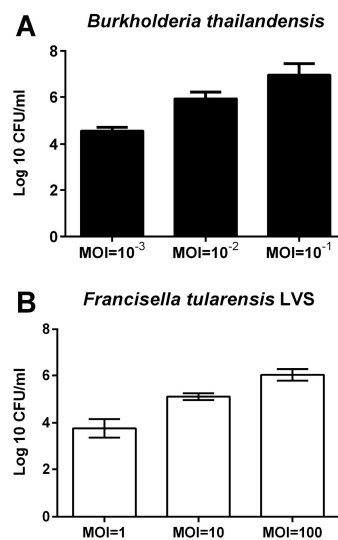 A
Burkholderia thailandensis
Log 10 CFU/ml
8
6
4
2
0
MOI=10-3
MOI=10-2
MOI=10-1
B
Francisella tularensis LVS
Log 10 CFU/ml
8
6
4
2
0
MOI=1
MOI=10
MOI=100